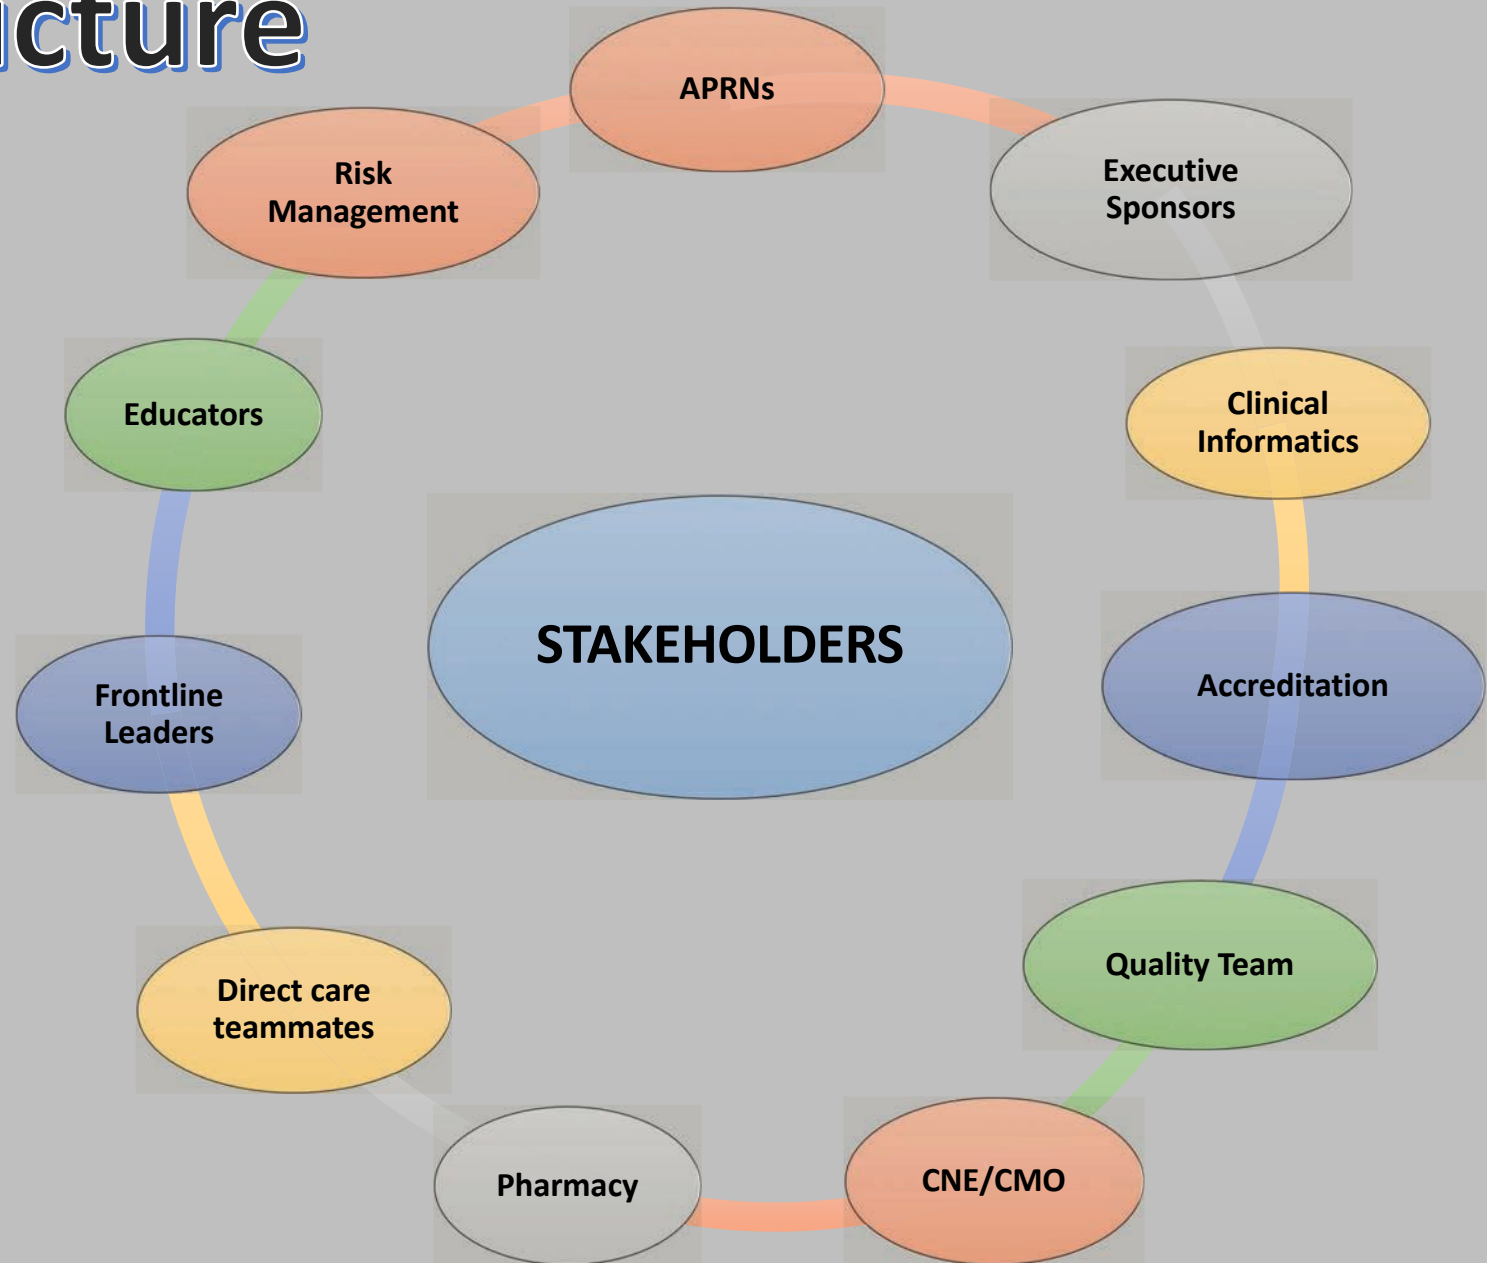 ucture
APRNs
Executive
Sponsors
Clinical
Informatics
Accreditation
Quality Team
CNE/CMO
Pharmacy
Direct care
teammates
Frontline
Leaders
Educators
Risk
Management
STAKEHOLDERS